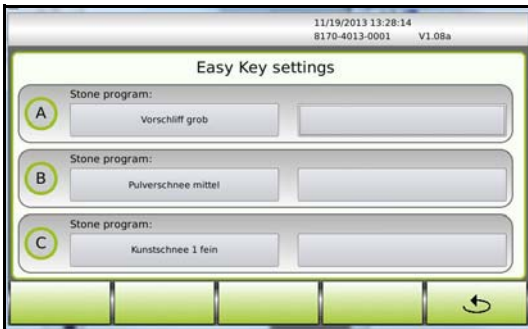 11/19/2013 13:28:14
8170-4013-0001 V1.08a
Easy Key settings
Stone program:
A
Vorschliff grob
Stone program:
B
Pulverschnee mittel
Stone program:
C
Kunstschnee 1 fein